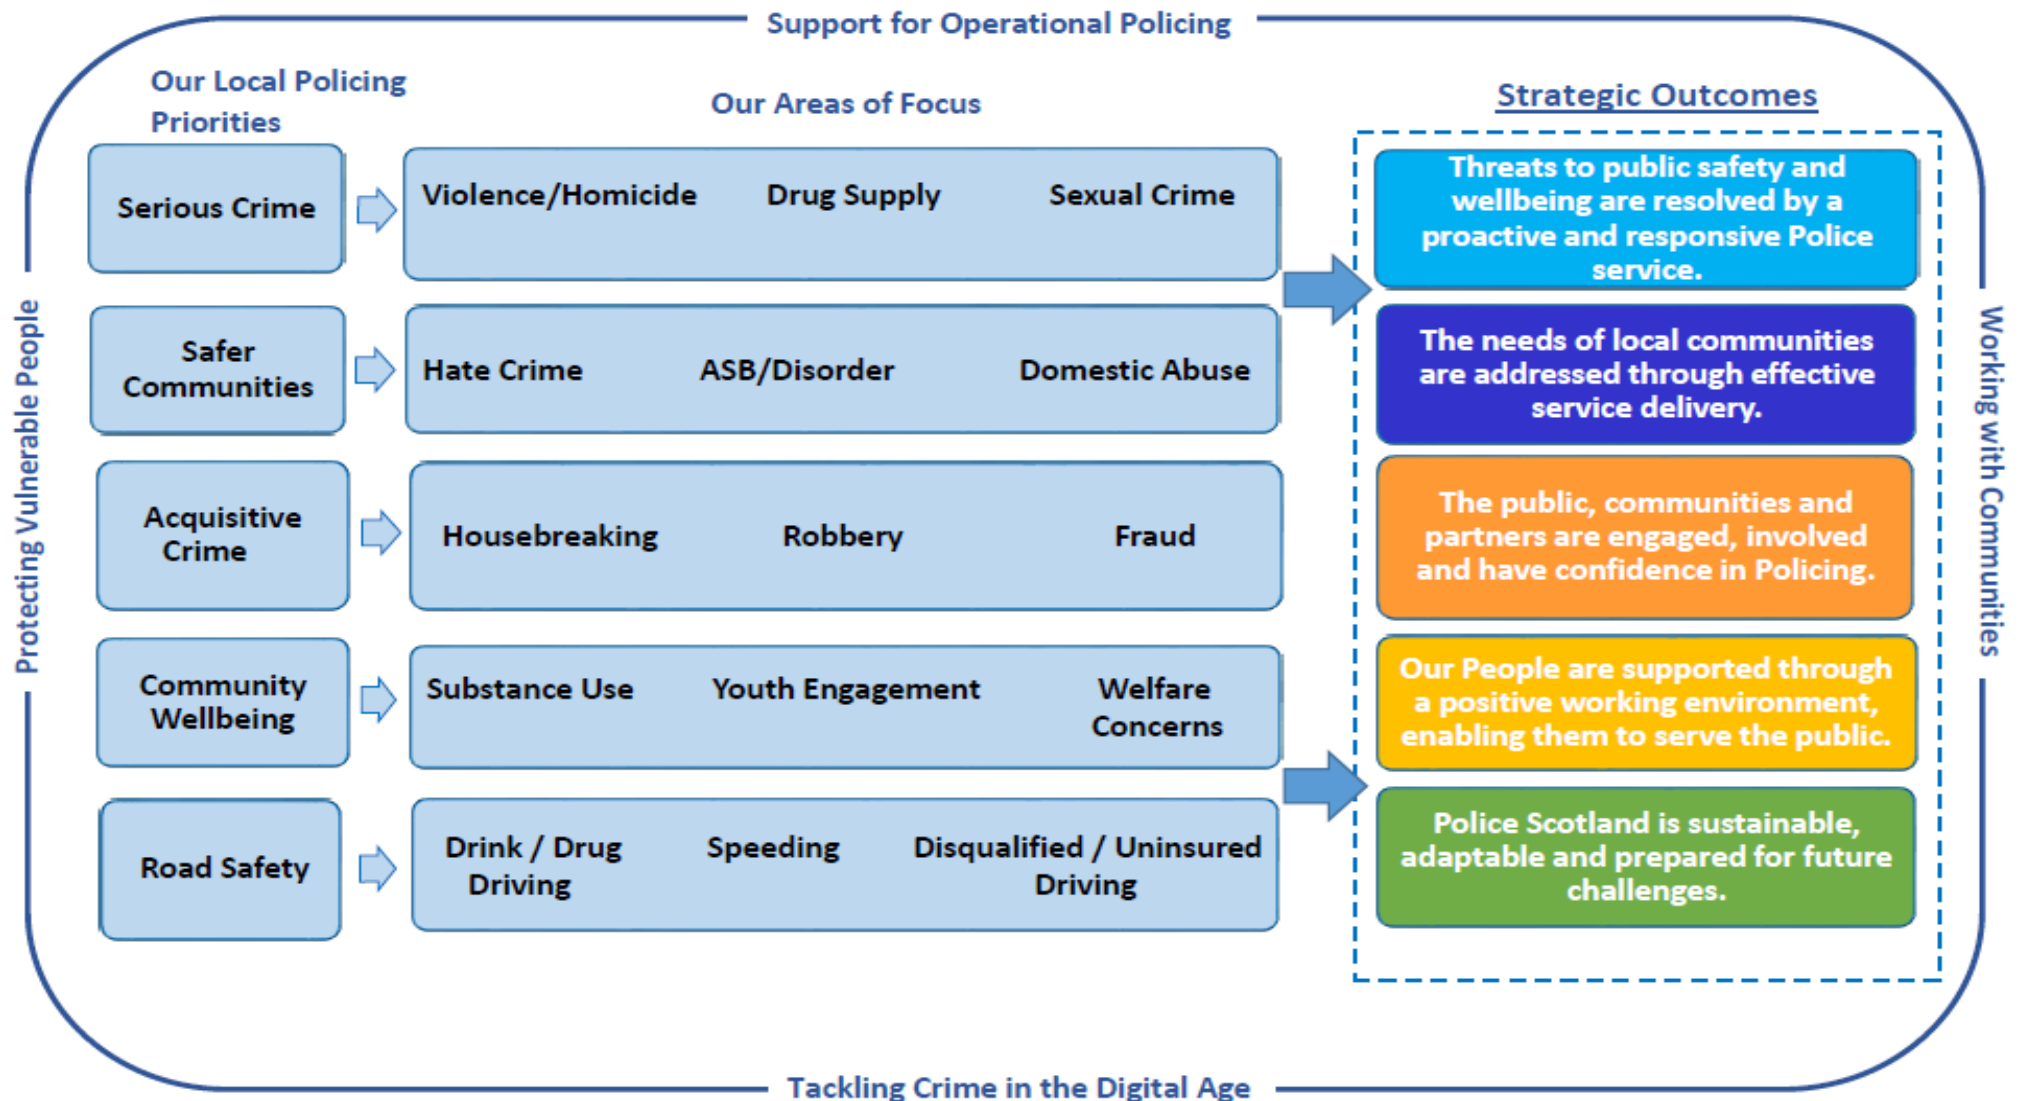 Support for Operational Policing
Our Local Policing
Priorities
Our Areas of Focus
Strategic Outcomes
Serious Crime
Violence/Homicide Drug Supply Sexual Crime
Threats to public safety and
wellbeing are resolved by a
proactive and responsive Police
service.
Safer
Communities
Hate Crime ASB/Disorder Domestic Abuse
The needs of local communities
are addressed through effective
service delivery.
Acquisitive
Crime
Housebreaking Robbery Fraud
The public, communities and
partners are engaged, involved
and have confidence in Policing.
Community
Wellbeing
Substance Use Youth Engagement Welfare
Concerns
Our People are supported through
a positive working environment,
enabling them to serve the public.
Road Safety
Drink / Drug
Driving
Speeding
Disqualified / Uninsured
Driving
Police Scotland is sustainable,
adaptable and prepared for future
challenges.
Protecting Vulnerable People
Working with Communities
Tackling Crime in the Digital Age